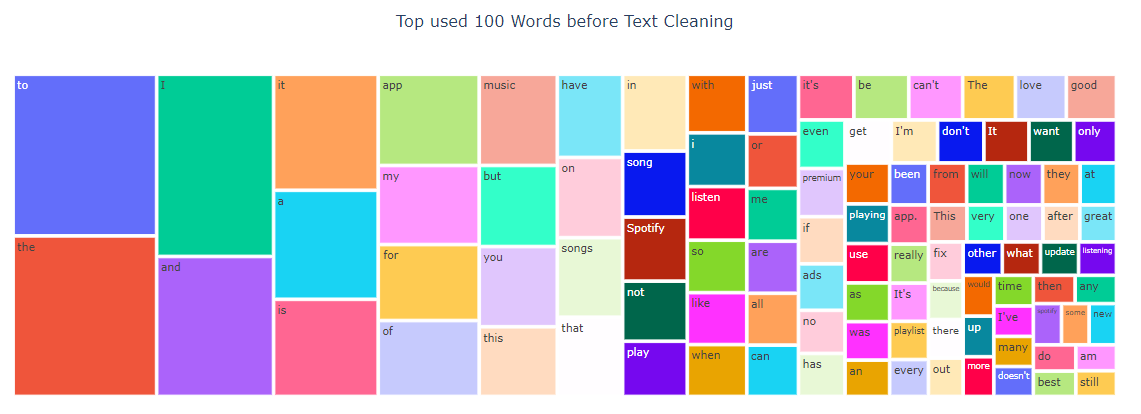 Top used 100 Words before Text Cleaning
to
the
I
and
it
a
is
app
my
for
of
music
but
you
this
have
on
songs
that
in
song
Spotify
not
play
with
i
listen
so
like
when
just
or
me
are
all
can
it's
be
can't
The
love
good
even
premium
if
ads
no
has
get
I'm
don't
It
want
only
your
playing
use
as
was
an
been
app.
really
It's
playlist
every
from
This
fix
because
there
out
will
now
they
at
very
one
after
great
other
what
update
listening
would
up
more
time
I've
many
doesn't
then
any
spotify
some
new
do
am
best
still